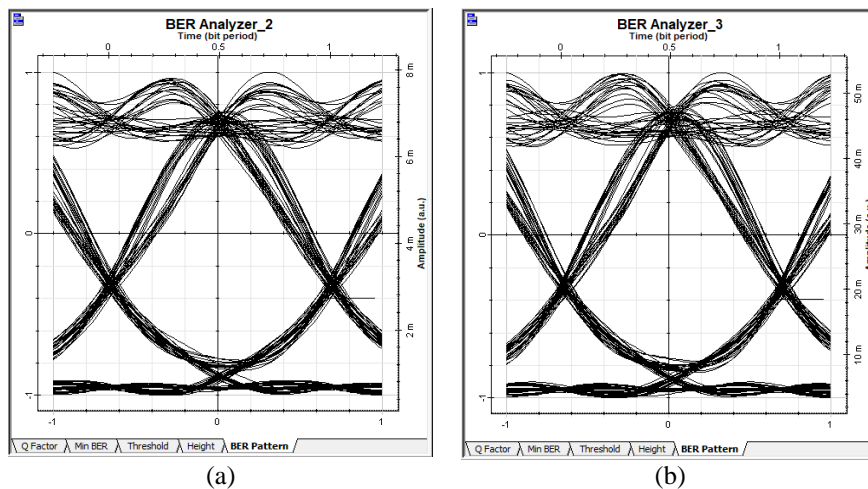 BER Analyzer_2
Time (bit period)
0 0.5 1
1
0
-1
8 m
6 m
4 m
2 m
Amplitude (a.u.)
-1 0 1
Q Factor Min BER Threshold Height BER Pattern
(a)
BER Analyzer_3
Time (bit period)
0 0.5 1
1
0
-1
50 m
40 m
30 m
20 m
10 m
Amplitude (a.u.)
-1 0 1
Q Factor Min BER Threshold Height BER Pattern
(b)